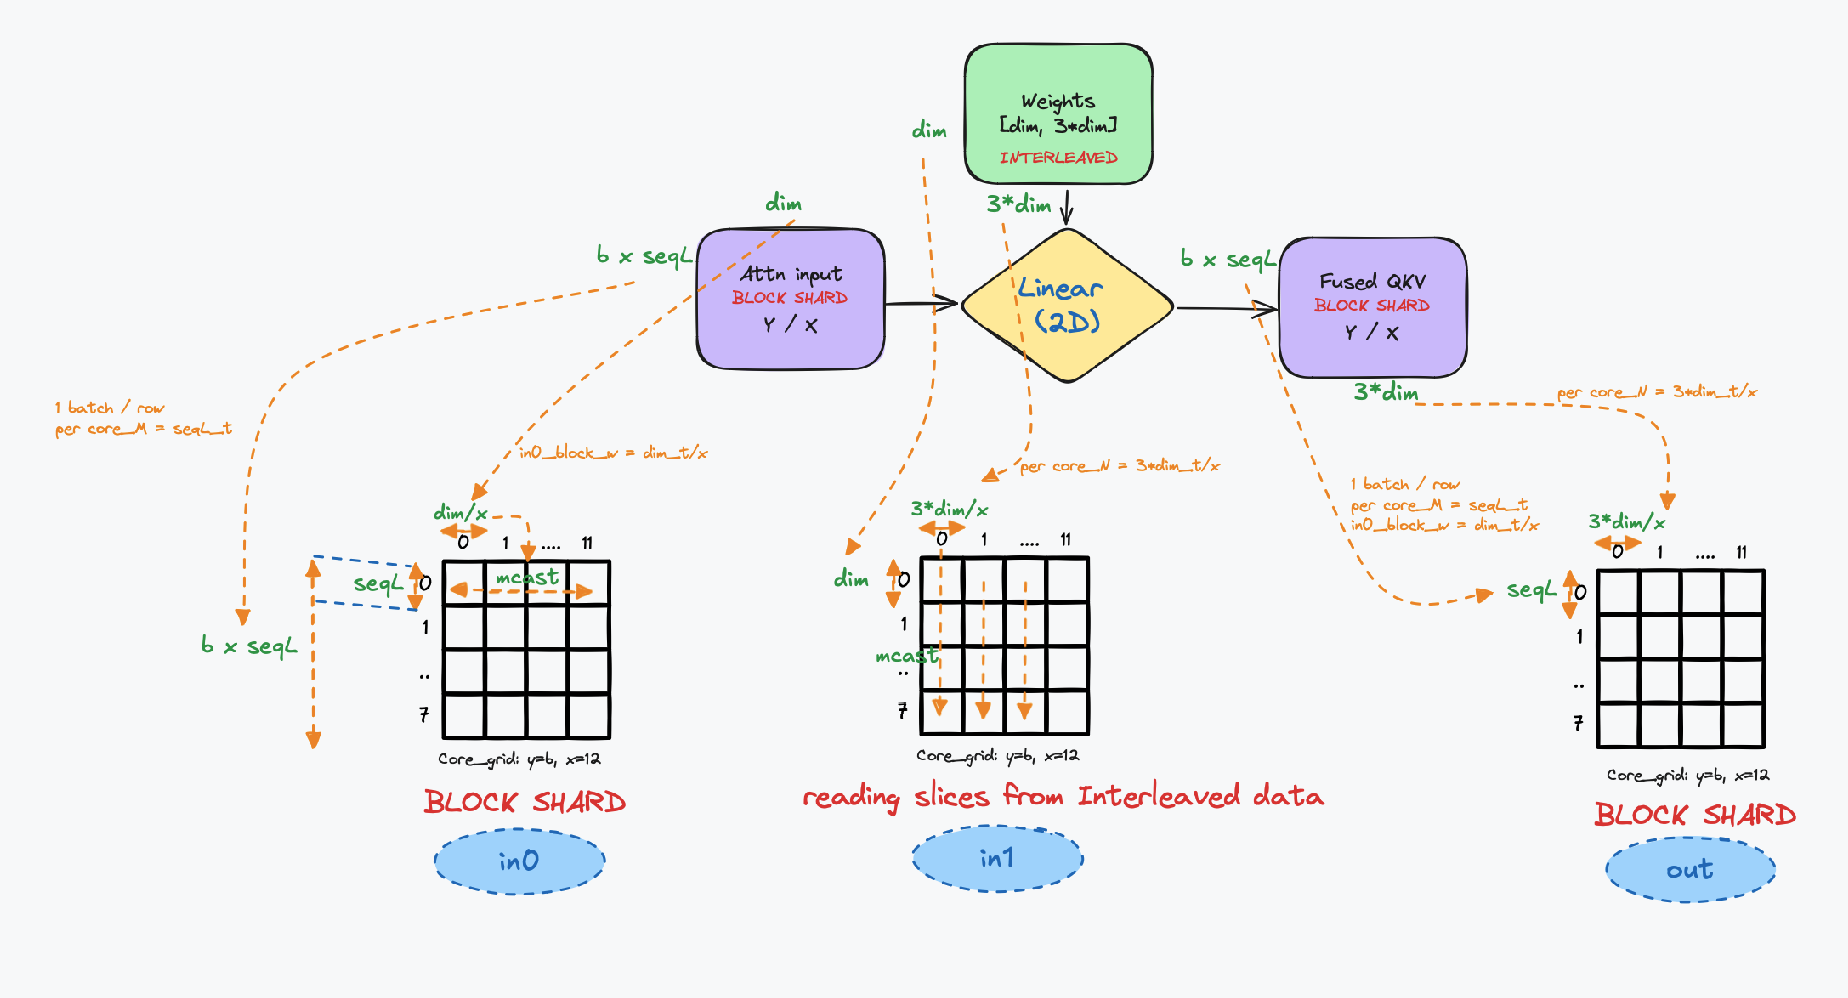 Weights
[dim, 3*dim]
INTERLEAVED
dim
dim
3*dim
b x seqL
Attn input
BLOCK SHARD
Y / X
Linear
(2D)
b x seqL
Fused QKV
BLOCK SHARD
Y / X
3*dim
per core_N = 3*dim_t/x
1 batch / row
per core_M = seqL_t
in0_block_w = dim_t/x
per core_N = 3*dim_t/x
1 batch / row
per core_M = seqL_t
in0_block_w = dim_t/x
dim/x
0 1 .... 11
seqL
0
mcast
1
..
7
b x seqL
Core_grid: y=b, x=12
BLOCK SHARD
in0
3*dim/x
0 1 .... 11
dim
0
1
mcast
..
7
Core_grid: y=b, x=12
reading slices from Interleaved data
in1
3*dim/x
0 1 .... 11
seqL
0
1
..
7
Core_grid: y=b, x=12
BLOCK SHARD
out